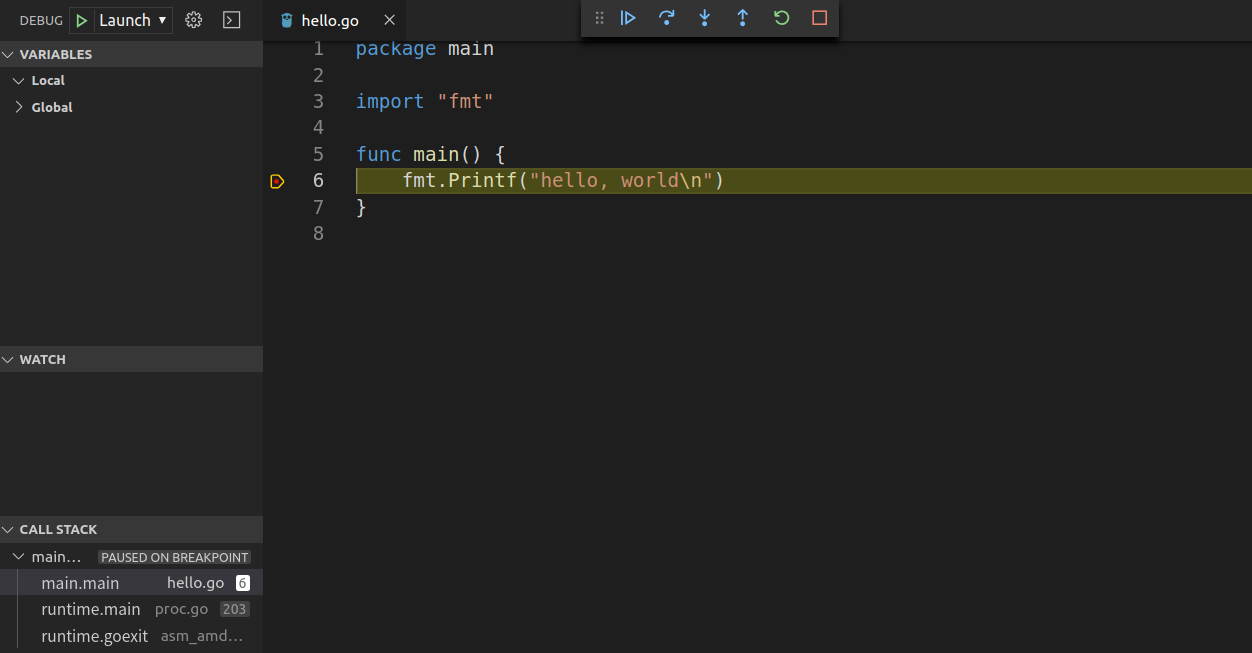 DEBUG Launch
VARIABLES
Local
Global
WATCH
CALL STACK
main... PAUSED ON BREAKPOINT
main.main hello.go 6
runtime.main proc.go 203
runtime.goexit asm_amd...
hello.go
1 package main
2
3 import "fmt"
4
5 func main() {
6 fmt.Printf("hello, world\n")
7 }
8